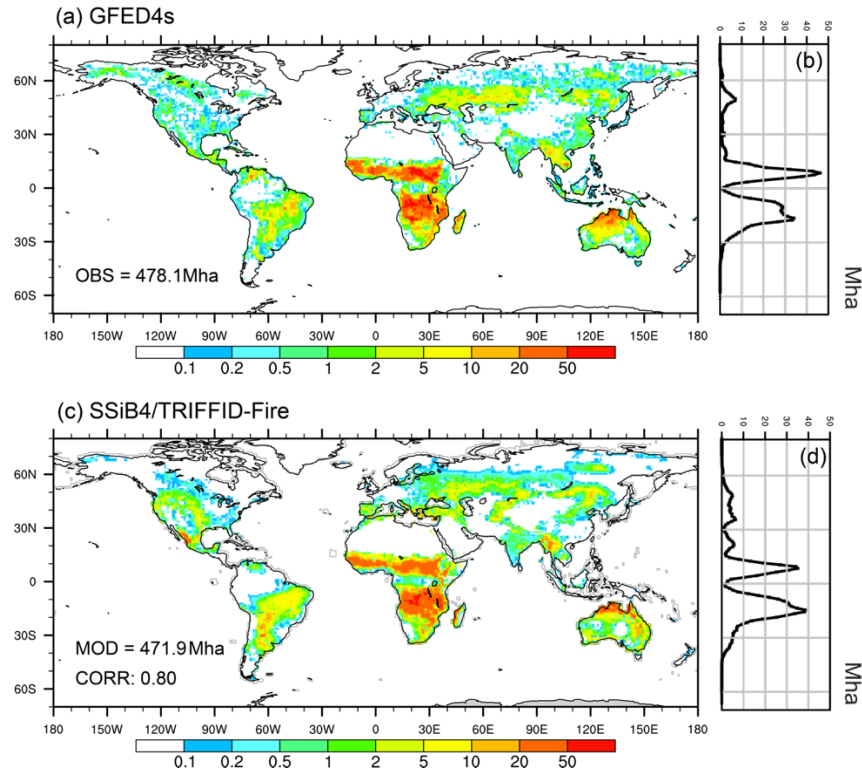 (a) GFED4s
0 10 20 30 40 50
(b)
60N
30N
0
30S
60S
OBS = 478.1Mha
180 150W 120W 90W 60W 30W 0 30E 60E 90E 120E 150E 180
0.1 0.2 0.5 1 2 5 10 20 50
Mha
(c) SSiB4/TRIFFID-Fire
0 10 20 30 40 50
(d)
60N
30N
0
30S
60S
MOD = 471.9Mha
CORR: 0.80
180 150W 120W 90W 60W 30W 0 30E 60E 90E 120E 150E 180
0.1 0.2 0.5 1 2 5 10 20 50
Mha